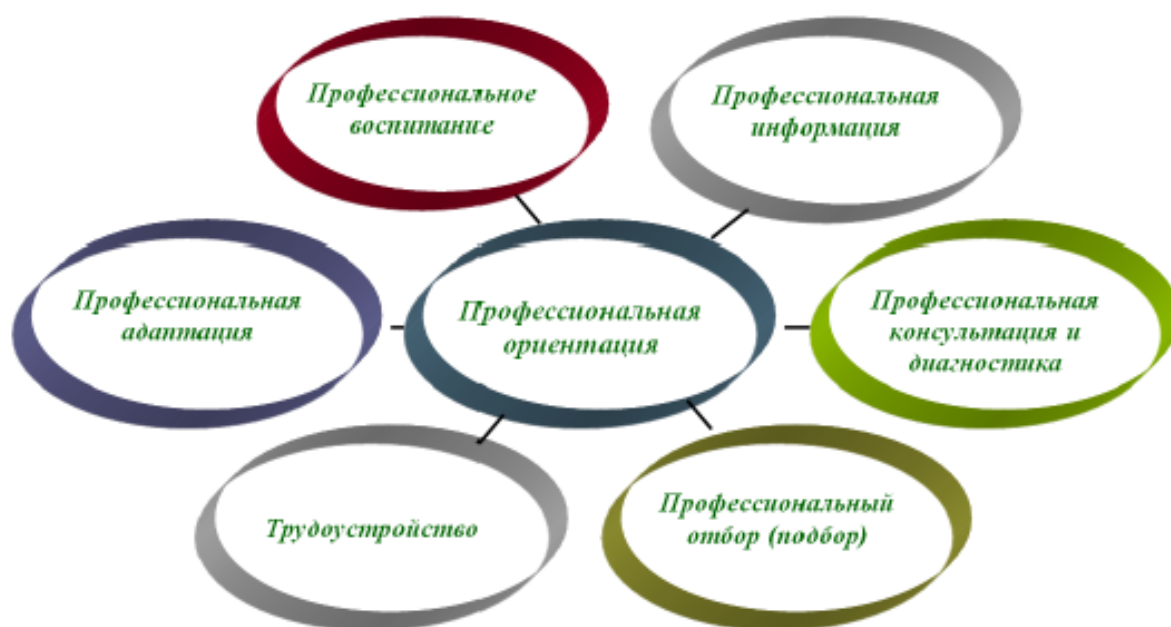 Профессиональное
воспитание
Профессиональная
информация
Профессиональная
адаптация
Профессиональная
ориентация
Профессиональная
консультация и
диагностика
Трудоустройство
Профессиональный
отбор (подбор)